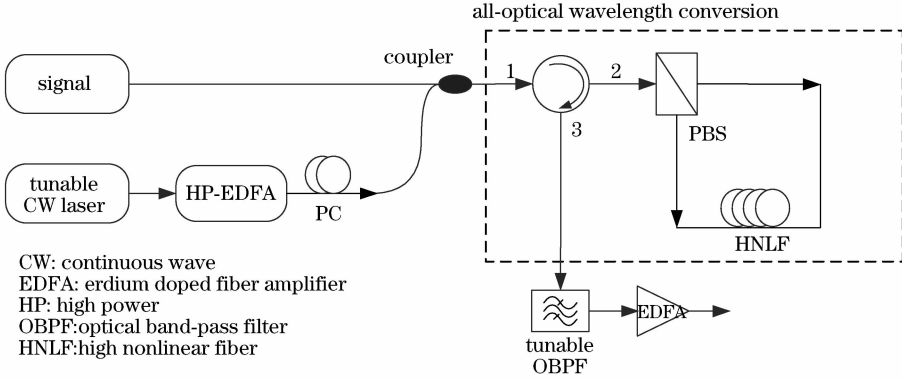 all-optical wavelength conversion
coupler
signal
1
2
3
PBS
tunable
CW laser
HP-EDFA
PC
HNLF
CW: continuous wave
EDFA: erdium doped fiber amplifier
HP: high power
OBPF:optical band-pass filter
HNLF:high nonlinear fiber
EDFA
tunable
OBPF